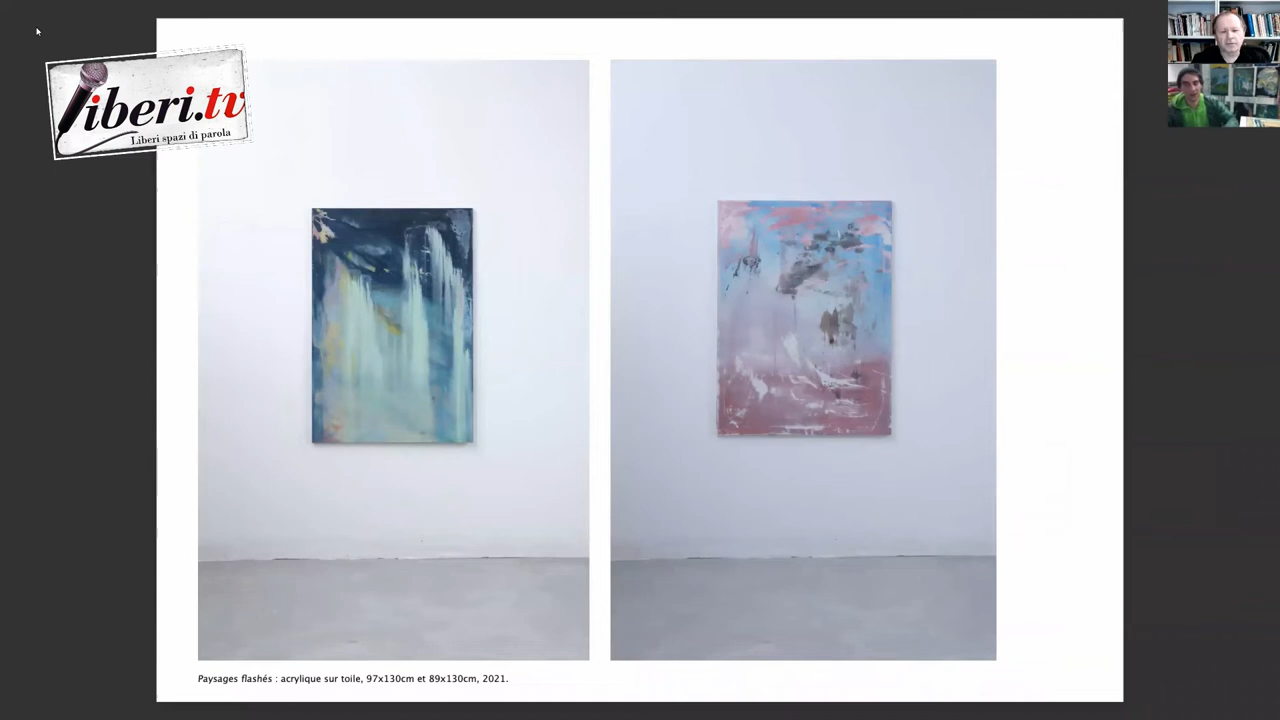 liberi.tv
Liberi spazi di parola
Paysages flashés : acrylique sur toile, 97x130cm et 89x130cm, 2021.